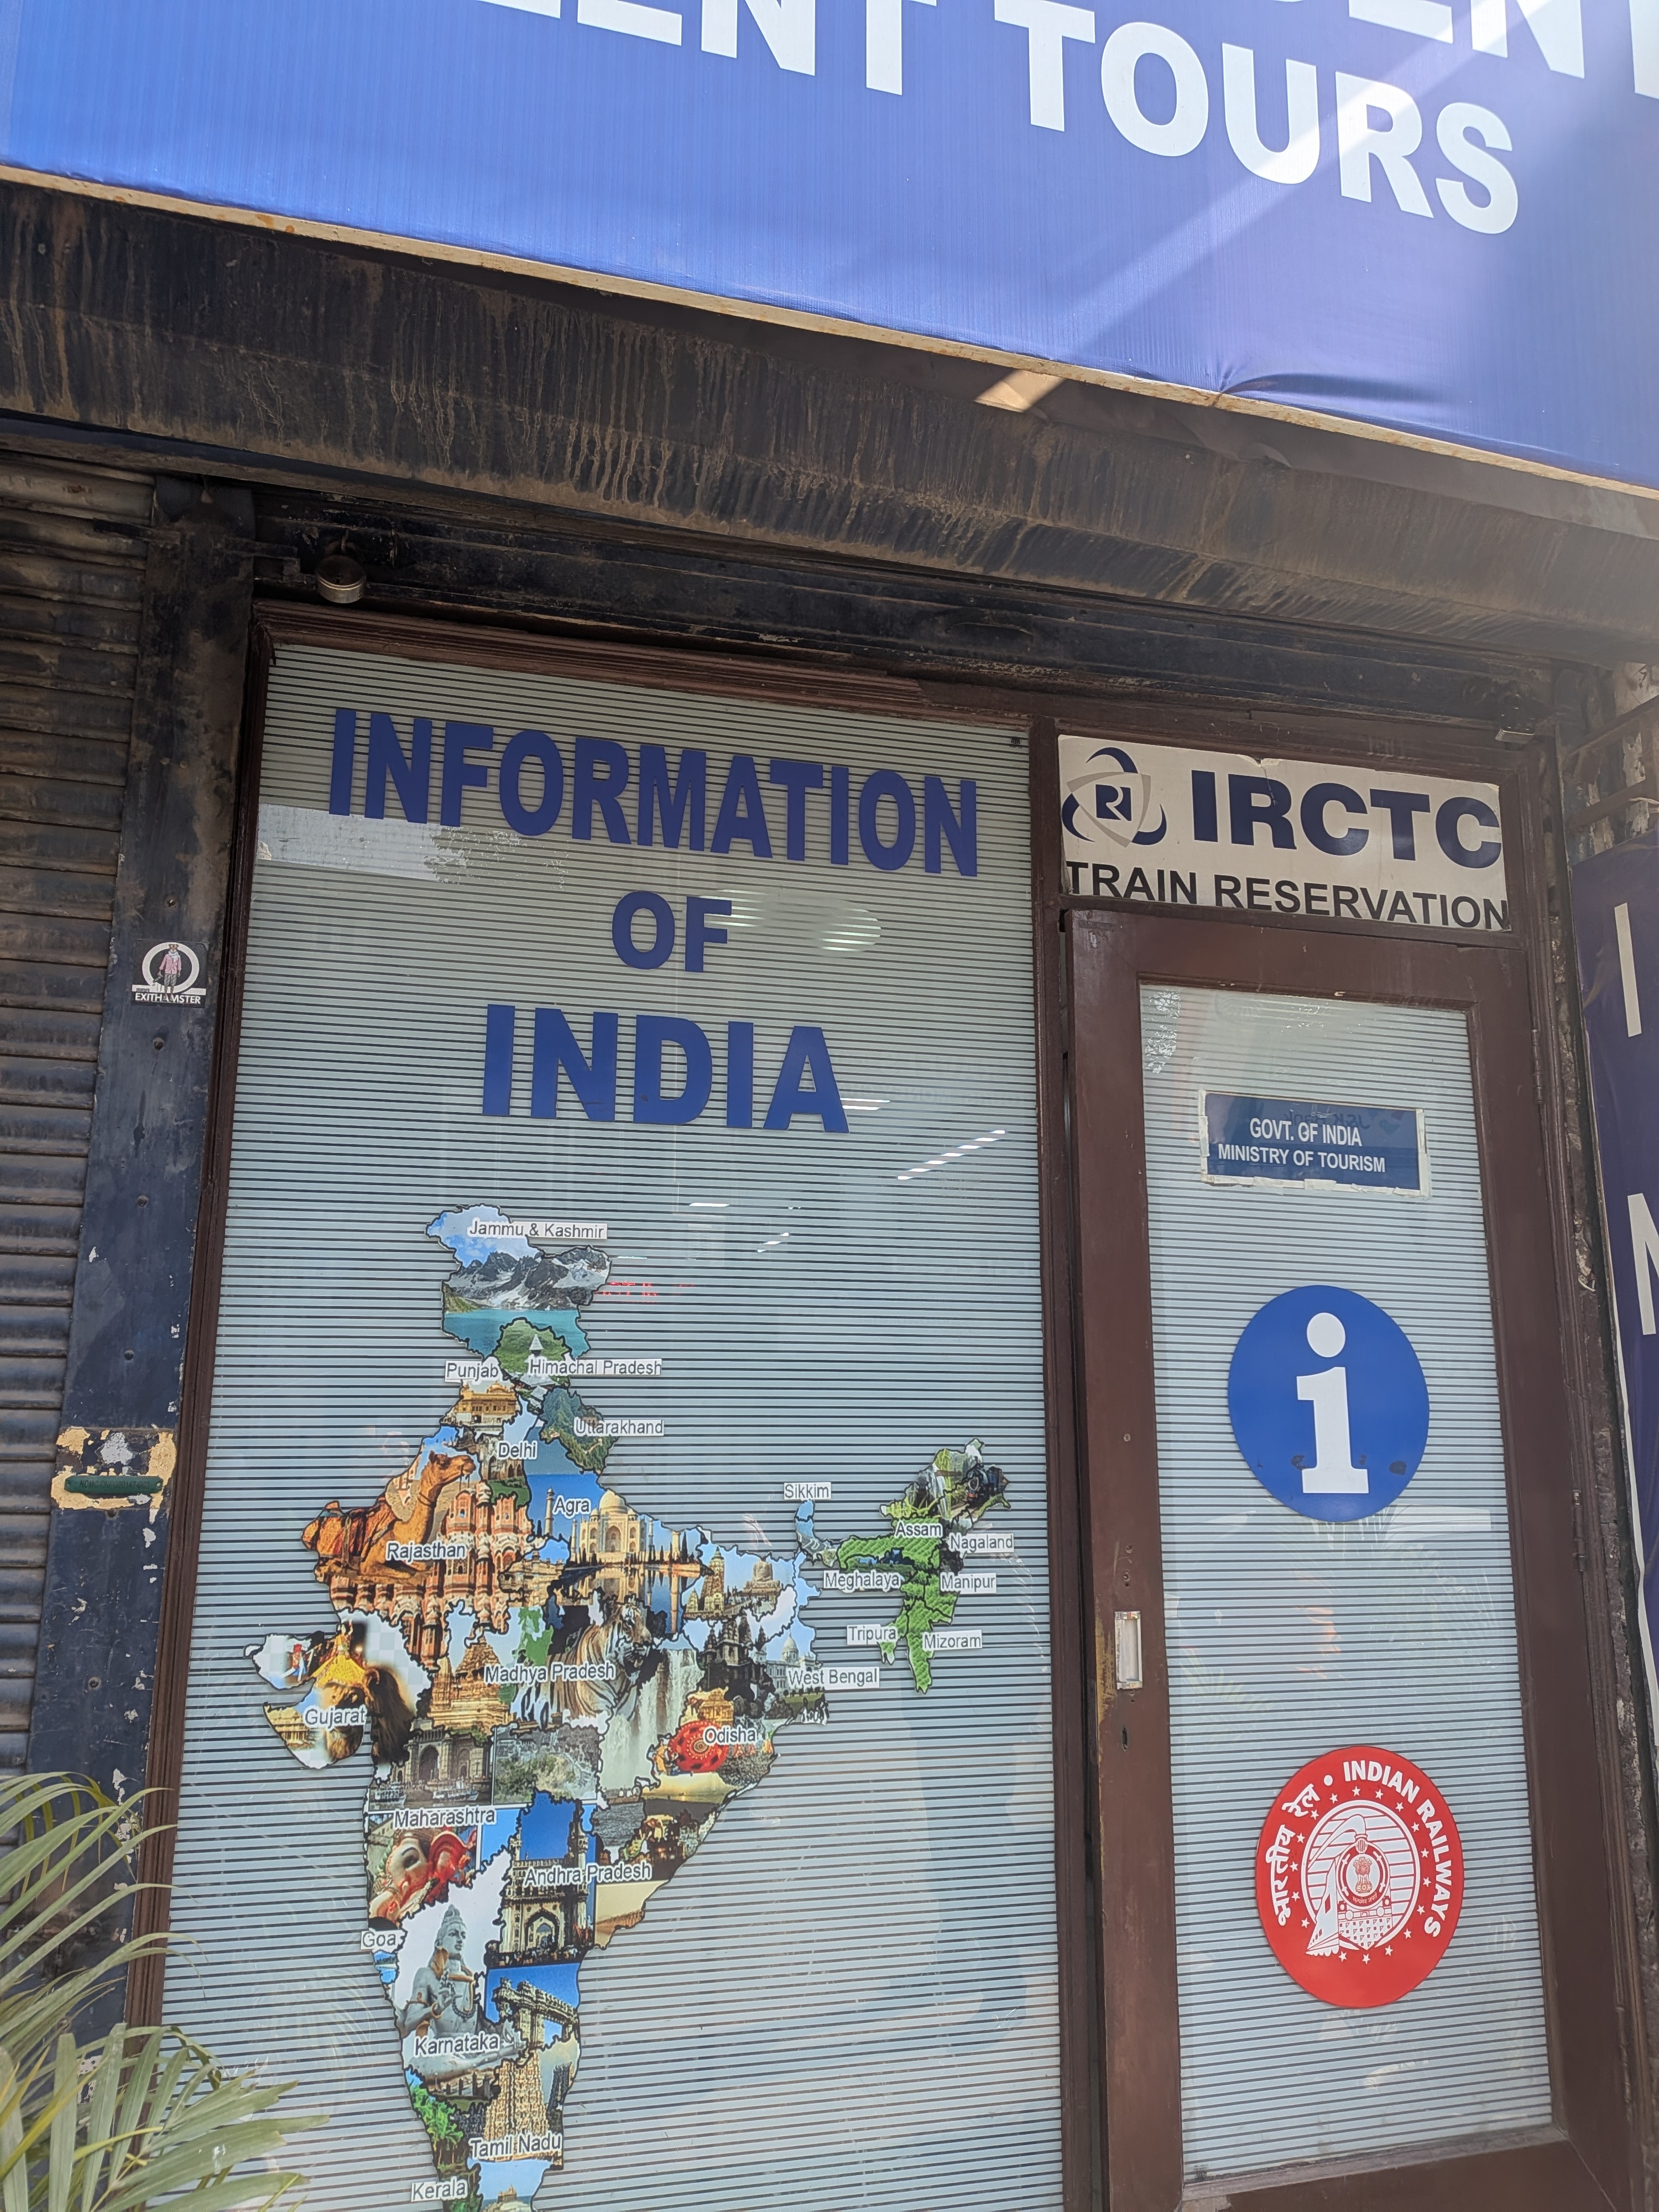 TOURS
INFORMATION
OF
INDIA
IRCTC
TRAIN RESERVATION
EXITHAMSTER
GOVT. OF INDIA
MINISTRY OF TOURISM
i
Jammu & Kashmir
Punjab
Himachal Pradesh
Uttarakhand
Delhi
Agra
Sikkim
Rajasthan
Assam
Nagaland
Meghalaya
Manipur
Tripura
Mizoram
Madhya Pradesh
West Bengal
Gujarat
Odisha
Maharashtra
Andhra Pradesh
Goa
Karnataka
Tamil Nadu
Kerala
भारतीय रेल • INDIAN RAILWAYS